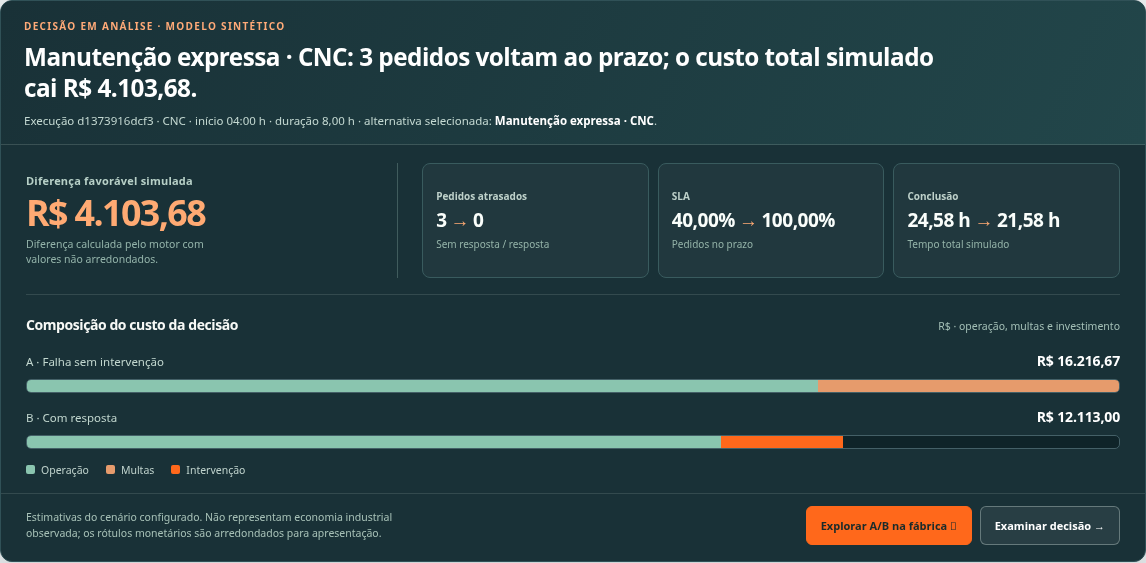 DECISÃO EM ANÁLISE · MODELO SINTÉTICO
Manutenção expressa · CNC: 3 pedidos voltam ao prazo; o custo total simulado
cai R$ 4.103,68.
Execução d1373916dcf3 · CNC · início 04:00 h · duração 8,00 h · alternativa selecionada: Manutenção expressa · CNC.
Diferença favorável simulada
R$ 4.103,68
Diferença calculada pelo motor com
valores não arredondados.
Pedidos atrasados
3 → 0
Sem resposta / resposta
SLA
40,00% → 100,00%
Pedidos no prazo
Conclusão
24,58 h → 21,58 h
Tempo total simulado
Composição do custo da decisão
R$ · operação, multas e investimento
A · Falha sem intervenção
R$ 16.216,67
B · Com resposta
R$ 12.113,00
Operação
Multas
Intervenção
Estimativas do cenário configurado. Não representam economia industrial
observada; os rótulos monetários são arredondados para apresentação.
Explorar A/B na fábrica
Examinar decisão →